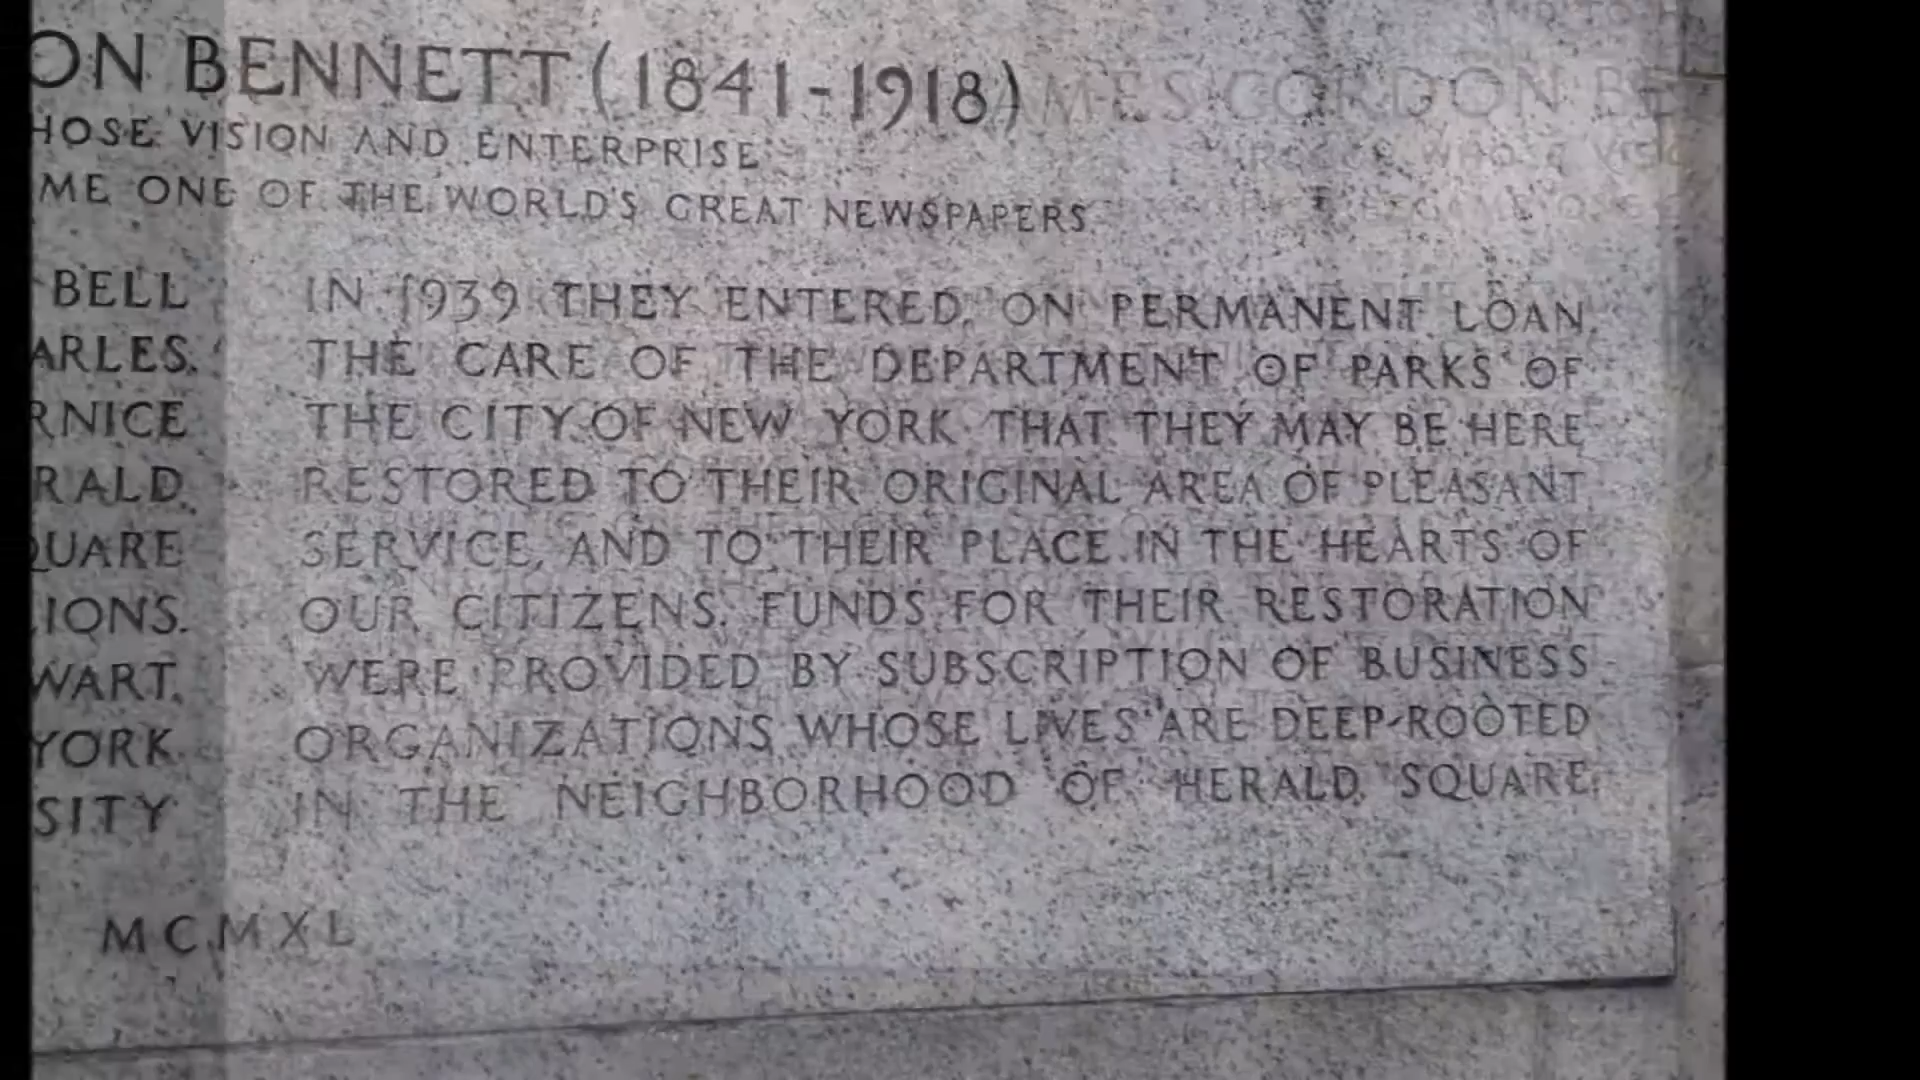 ON BENNETT (1841-1918)
HOSE VISION AND ENTERPRISE
ME ONE OF THE WORLD'S GREAT NEWSPAPERS
BELL
ARLES.
RNICE
RALD.
QUARE
IONS.
WART.
YORK
SITY
IN 1939 THEY ENTERED, ON PERMANENT LOAN,
THE CARE OF THE DEPARTMENT OF PARKS OF
THE CITY OF NEW YORK THAT THEY MAY BE HERE
RESTORED TO THEIR ORIGINAL AREA OF PLEASANT
SERVICE, AND TO THEIR PLACE IN THE HEARTS OF
OUR CITIZENS. FUNDS FOR THEIR RESTORATION
WERE PROVIDED BY SUBSCRIPTION OF BUSINESS
ORGANIZATIONS WHOSE LIVES ARE DEEP-ROOTED
IN THE NEIGHBORHOOD OF HERALD SQUARE
MCMXL